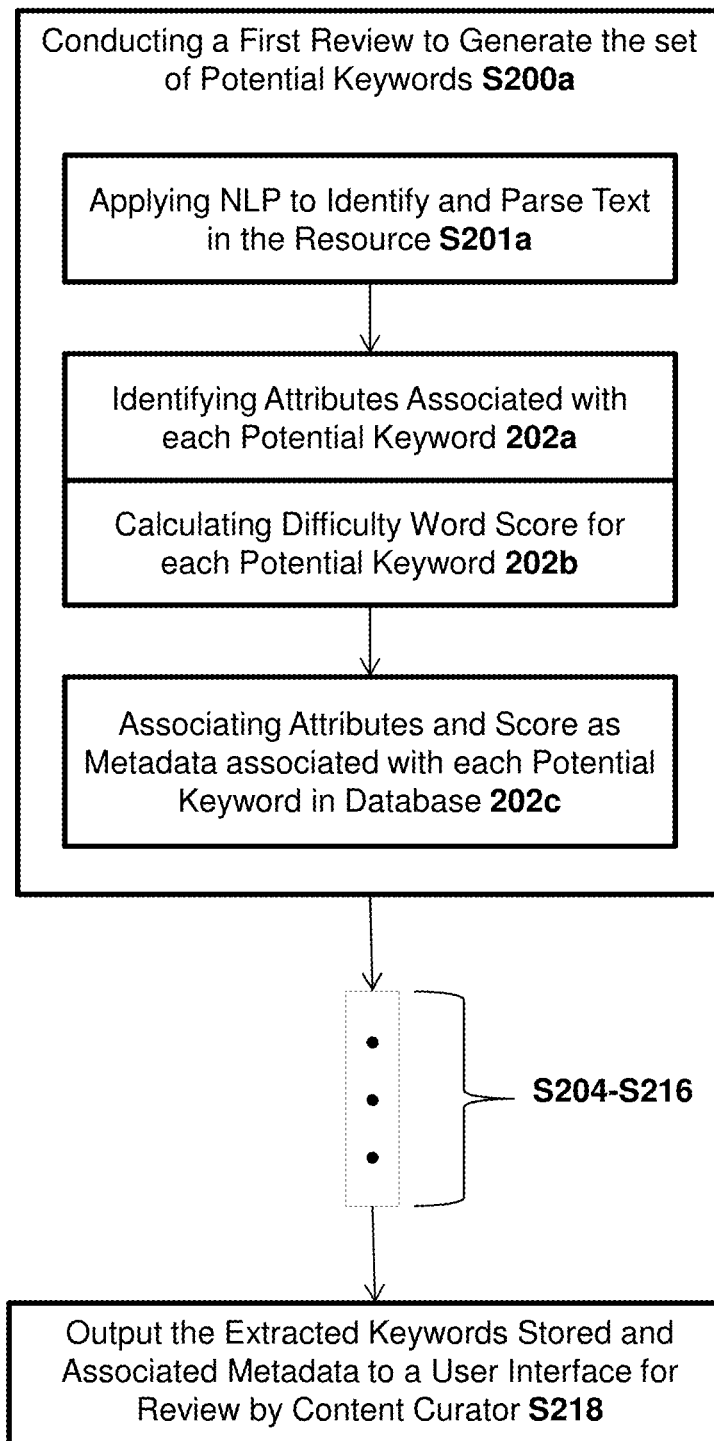 Conducting a First Review to Generate the set
of Potential Keywords S200a
Applying NLP to Identify and Parse Text
in the Resource S201a
Identifying Attributes Associated with
each Potential Keyword 202a
Calculating Difficulty Word Score for
each Potential Keyword 202b
Associating Attributes and Score as
Metadata associated with each Potential
Keyword in Database 202c
S204-S216
Output the Extracted Keywords Stored and
Associated Metadata to a User Interface for
Review by Content Curator S218